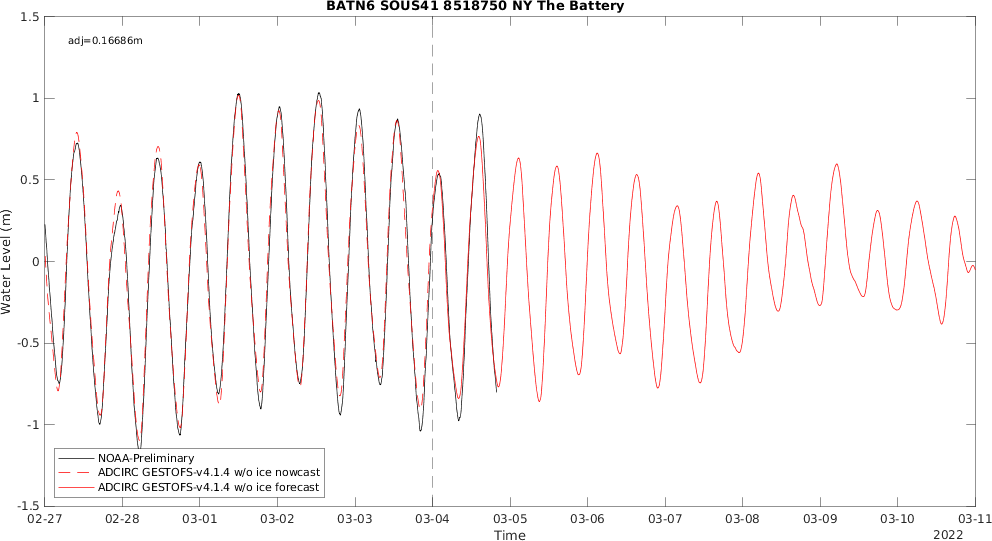 BATN6 SOUS41 8518750 NY The Battery
1.5
adj=0.16686m
1
0.5
0
-0.5
-1
-1.5
Water Level (m)
NOAA-Preliminary
ADCIRC GESTOFS-v4.1.4 w/o ice nowcast
ADCIRC GESTOFS-v4.1.4 w/o ice forecast
02-27 02-28 03-01 03-02 03-03 03-04 03-05 03-06 03-07 03-08 03-09 03-10 03-11
Time
2022